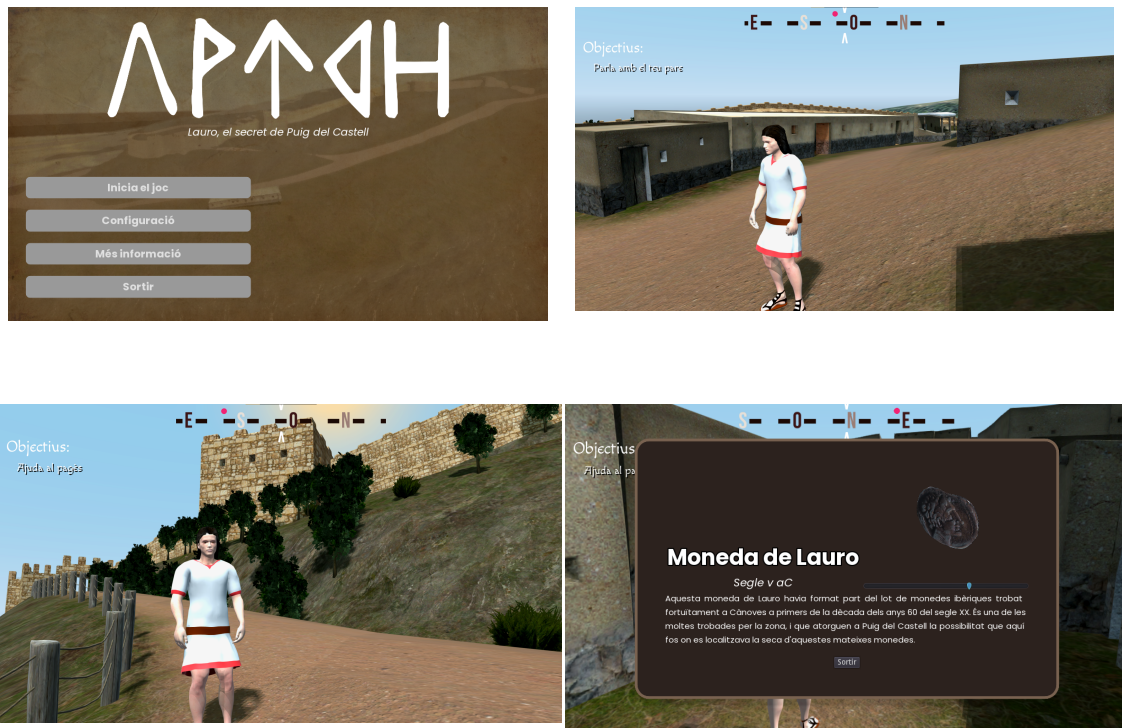 ΛΡ↑ᐊH
Lauro, el secret de Puig del Castell
Inicia el joc
Configuració
Més informació
Sortir
E S O N
Objectius:
Parla amb el teu pare
E S O N
Objectius:
Ajuda al pagès
S O N E
Objectius
Ajuda al pa
Moneda de Lauro
Segle v aC
Aquesta moneda de Lauro havia format part del lot de monedes ibèriques trobat
fortuïtament a Cànoves a primers de la dècada dels anys 60 del segle XX. És una de les
moltes trobades per la zona, i que atorguen a Puig del Castell la possibilitat que aquí
fos on es localitzava la seca d'aquestes mateixes monedes.
Sortir